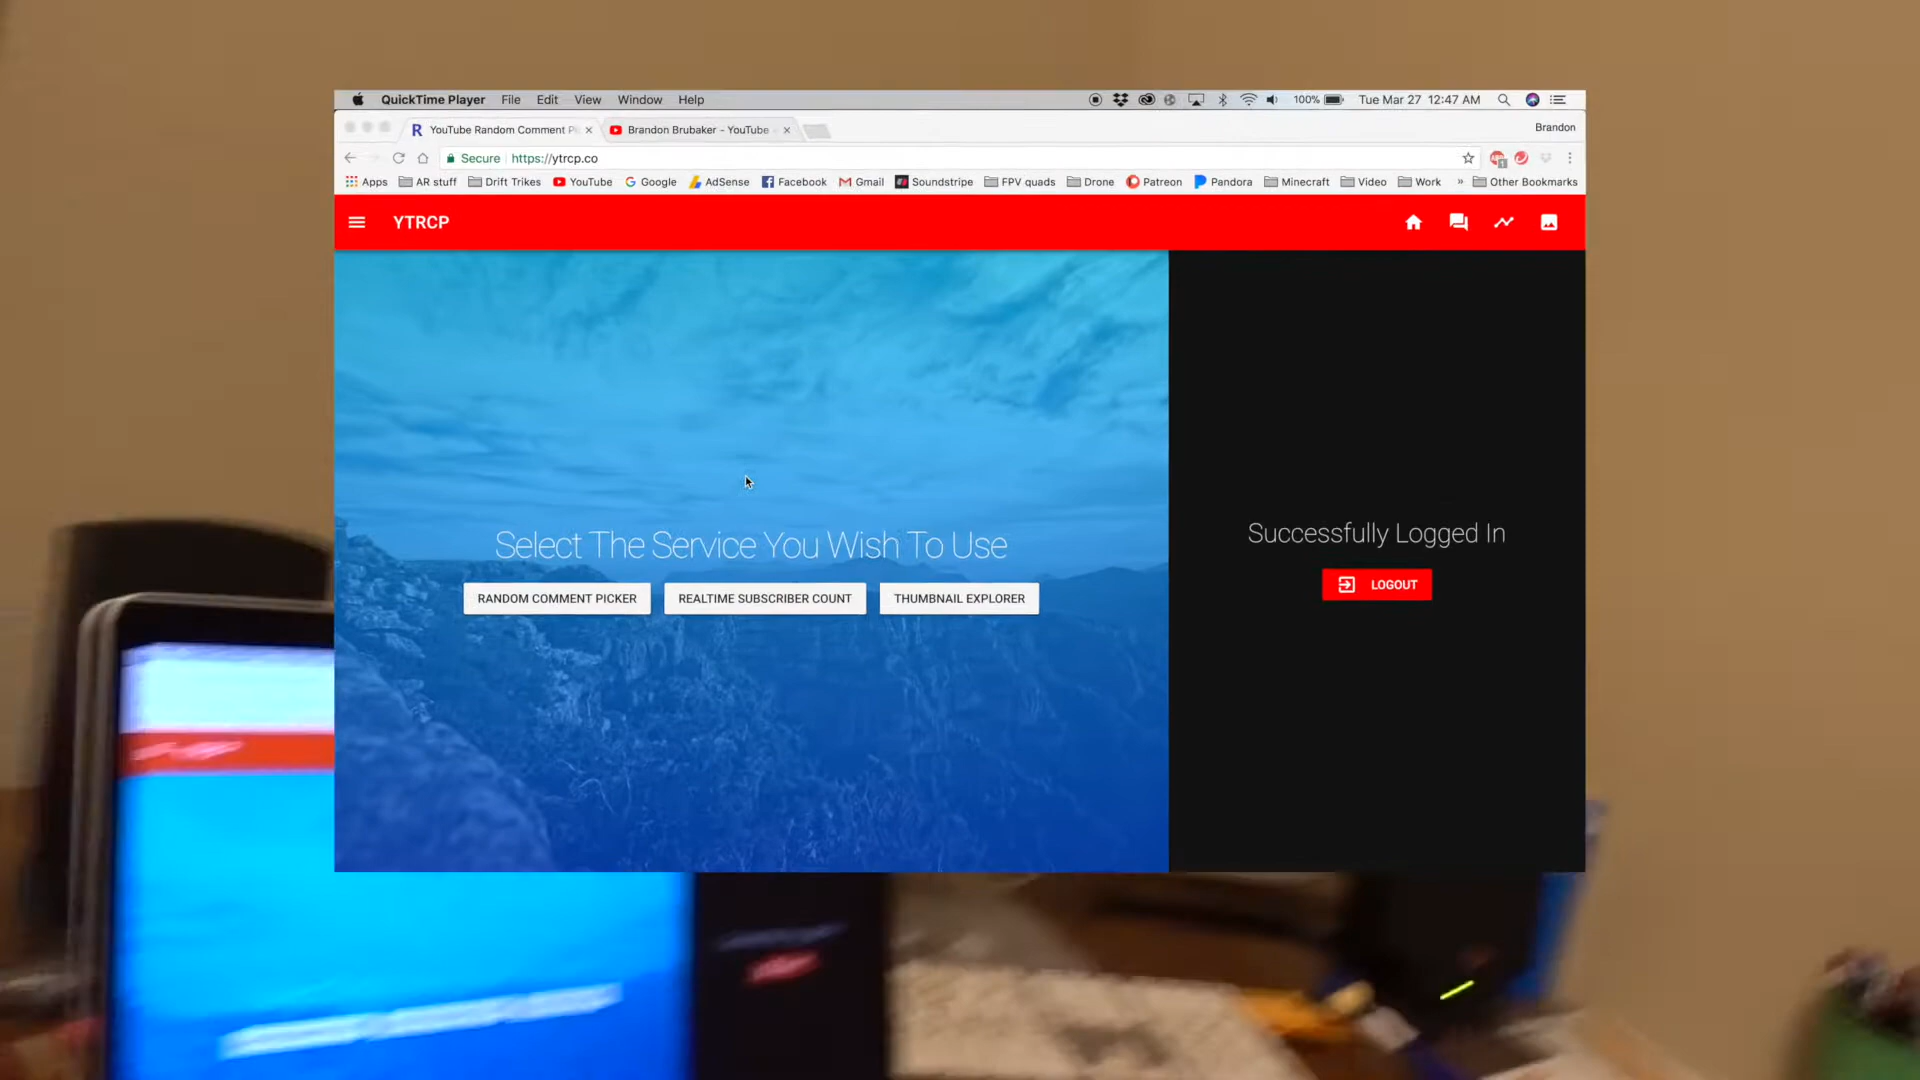 QuickTime Player File Edit View Window Help 100% Tue Mar 27 12:47 AM
YouTube Random Comment Pi Brandon Brubaker - YouTube Brandon
Secure https://ytrcp.co
Apps AR stuff Drift Trikes YouTube Google AdSense Facebook Gmail Soundstripe FPV quads Drone Patreon Pandora Minecraft Video Work » Other Bookmarks
YTRCP
Select The Service You Wish To Use
RANDOM COMMENT PICKER REALTIME SUBSCRIBER COUNT THUMBNAIL EXPLORER
Successfully Logged In
LOGOUT